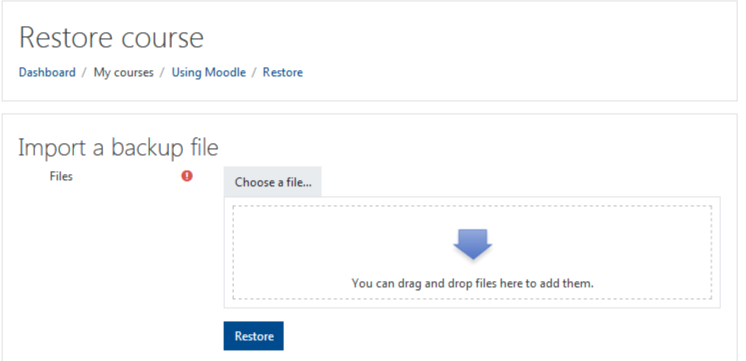 Restore course
Dashboard / My courses / Using Moodle / Restore
Import a backup file
Files
Choose a file...
You can drag and drop files here to add them.
Restore